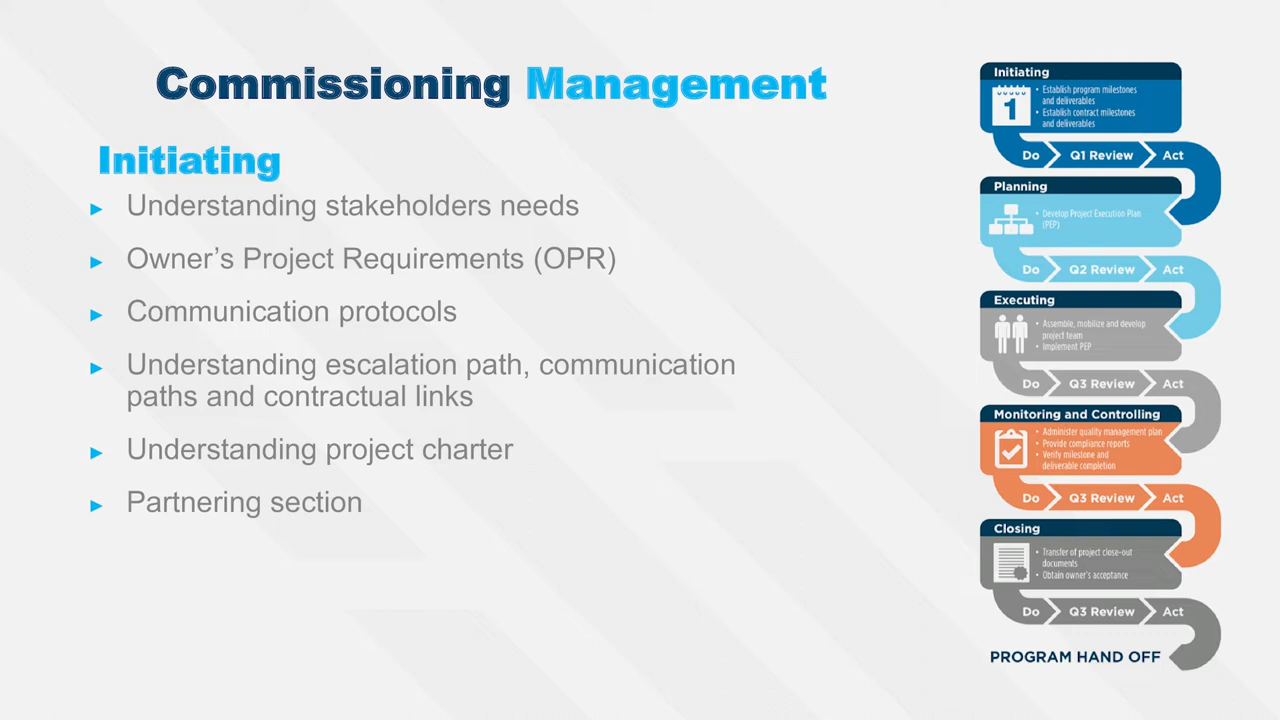 Commissioning Management
Initiating
Understanding stakeholders needs
Owner’s Project Requirements (OPR)
Communication protocols
Understanding escalation path, communication
paths and contractual links
Understanding project charter
Partnering section
Initiating
1
• Establish program milestones
and deliverables
• Establish contract milestones
and deliverables
Do Q1 Review Act
Planning
• Develop Project Execution Plan
(PEP)
Do Q2 Review Act
Executing
• Assemble, mobilize and develop
project team
• Implement PEP
Do Q3 Review Act
Monitoring and Controlling
• Administer quality management plan
• Provide compliance reports
• Verify milestone and
deliverable completion
Do Q3 Review Act
Closing
• Transfer of project close-out
documents
• Obtain owner's acceptance
Do Q3 Review Act
PROGRAM HAND OFF